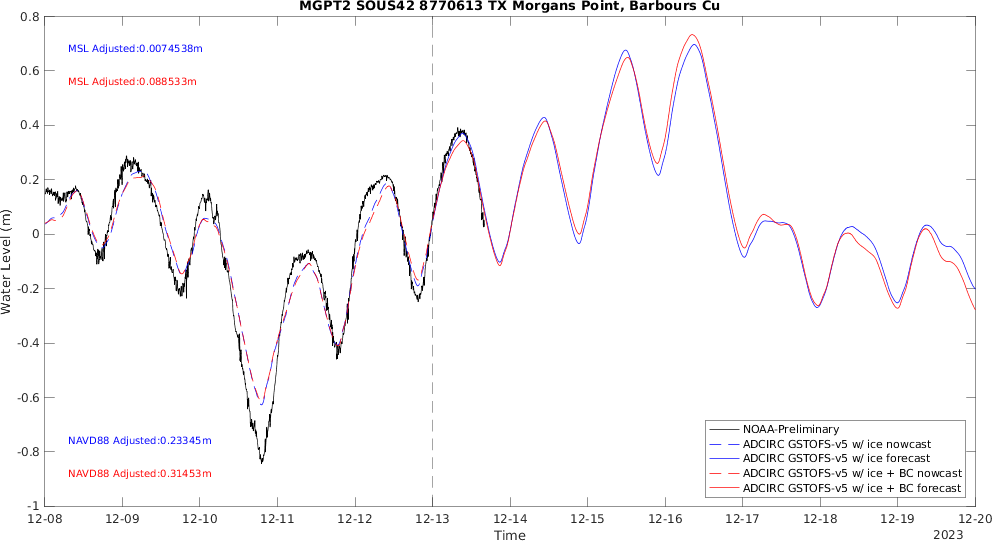 MGPT2 SOUS42 8770613 TX Morgans Point, Barbours Cu
0.8
0.6
0.4
0.2
0
-0.2
-0.4
-0.6
-0.8
-1
Water Level (m)
MSL Adjusted:0.0074538m
MSL Adjusted:0.088533m
NAVD88 Adjusted:0.23345m
NAVD88 Adjusted:0.31453m
NOAA-Preliminary
ADCIRC GSTOFS-v5 w/ ice nowcast
ADCIRC GSTOFS-v5 w/ ice forecast
ADCIRC GSTOFS-v5 w/ ice + BC nowcast
ADCIRC GSTOFS-v5 w/ ice + BC forecast
12-08 12-09 12-10 12-11 12-12 12-13 12-14 12-15 12-16 12-17 12-18 12-19 12-20
Time
2023